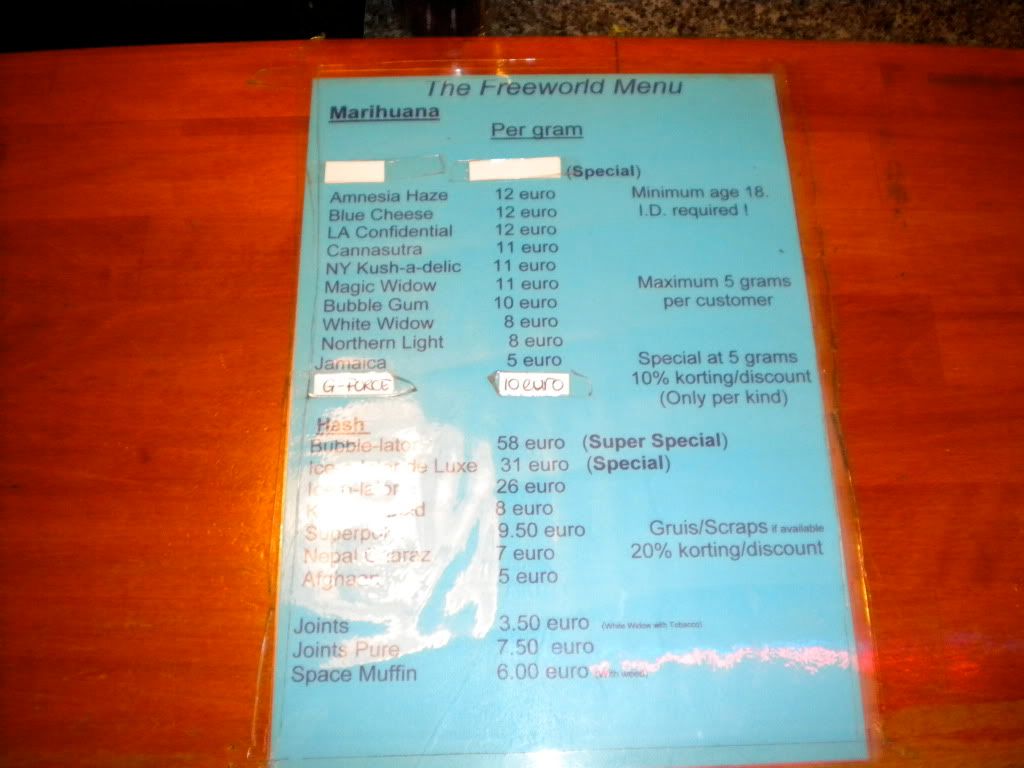 The Freeworld Menu
Marihuana
Per gram
(Special)
Amnesia Haze 12 euro Minimum age 18.
Blue Cheese 12 euro I.D. required !
LA Confidential 12 euro
Cannasutra 11 euro
NY Kush-a-delic 11 euro
Magic Widow 11 euro Maximum 5 grams
Bubble Gum 10 euro per customer
White Widow 8 euro
Northern Light 8 euro
Jamaica 5 euro Special at 5 grams
G-FORCE 10 euro 10% korting/discount
(Only per kind)
Hash
58 euro (Super Special)
de Luxe 31 euro (Special)
26 euro
8 euro
9.50 euro Gruis/Scraps if available
Nepal 7 euro 20% korting/discount
5 euro
Joints 3.50 euro (White Widow with Tobacco)
Joints Pure 7.50 euro
Space Muffin 6.00 euro (With weed)